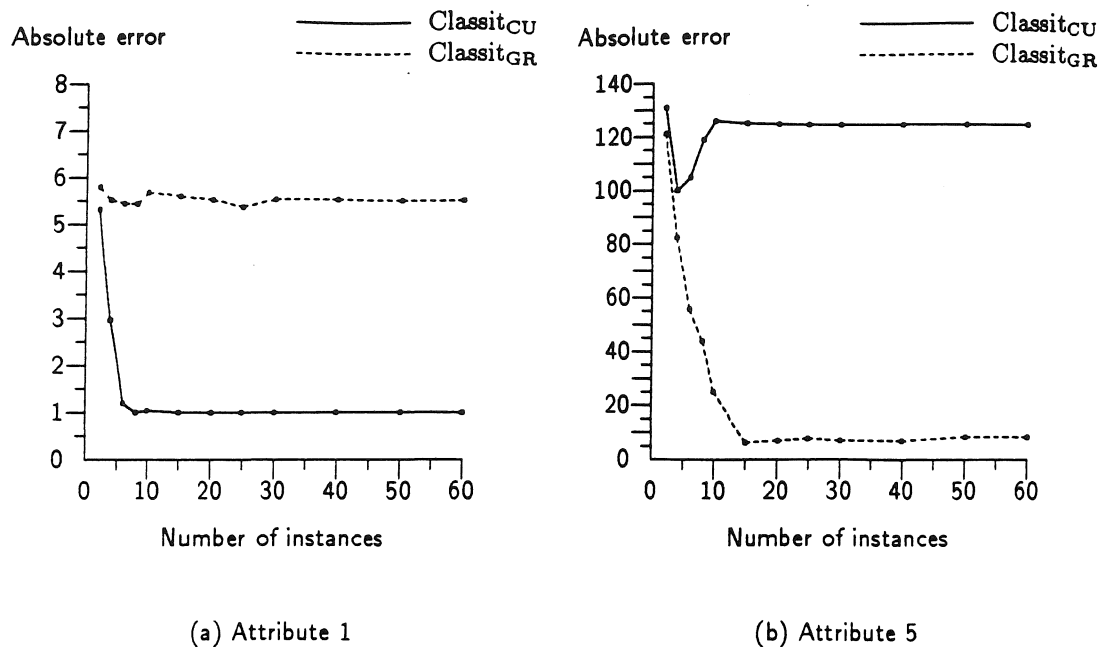 Absolute error
Classit_CU
Classit_GR
8
7
6
5
4
3
2
1
0
0 10 20 30 40 50 60
Number of instances
(a) Attribute 1
Absolute error
Classit_CU
Classit_GR
140
120
100
80
60
40
20
0
0 10 20 30 40 50 60
Number of instances
(b) Attribute 5